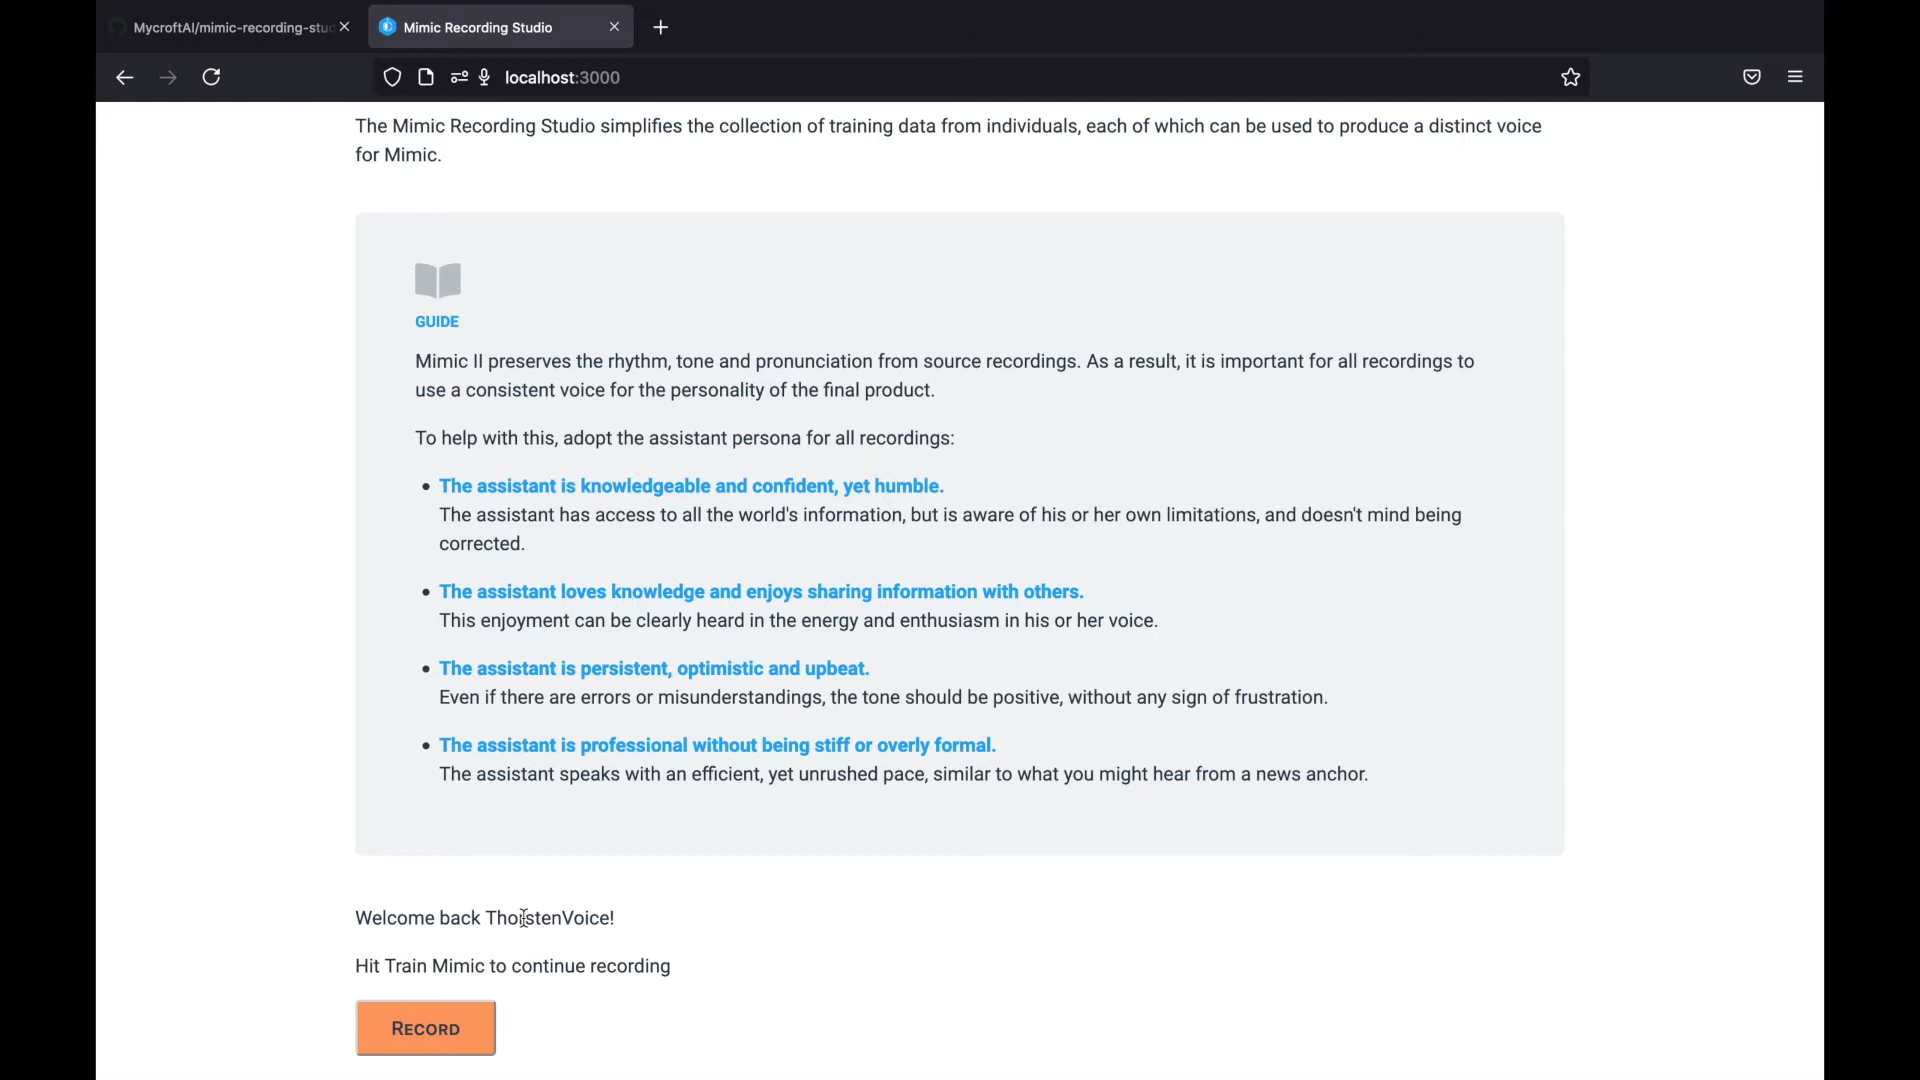 MycroftAI/mimic-recording-stu
Mimic Recording Studio
localhost:3000
The Mimic Recording Studio simplifies the collection of training data from individuals, each of which can be used to produce a distinct voice
for Mimic.
GUIDE
Mimic II preserves the rhythm, tone and pronunciation from source recordings. As a result, it is important for all recordings to
use a consistent voice for the personality of the final product.
To help with this, adopt the assistant persona for all recordings:
• The assistant is knowledgeable and confident, yet humble.
The assistant has access to all the world's information, but is aware of his or her own limitations, and doesn't mind being
corrected.
• The assistant loves knowledge and enjoys sharing information with others.
This enjoyment can be clearly heard in the energy and enthusiasm in his or her voice.
• The assistant is persistent, optimistic and upbeat.
Even if there are errors or misunderstandings, the tone should be positive, without any sign of frustration.
• The assistant is professional without being stiff or overly formal.
The assistant speaks with an efficient, yet unrushed pace, similar to what you might hear from a news anchor.
Welcome back ThorstenVoice!
Hit Train Mimic to continue recording
RECORD